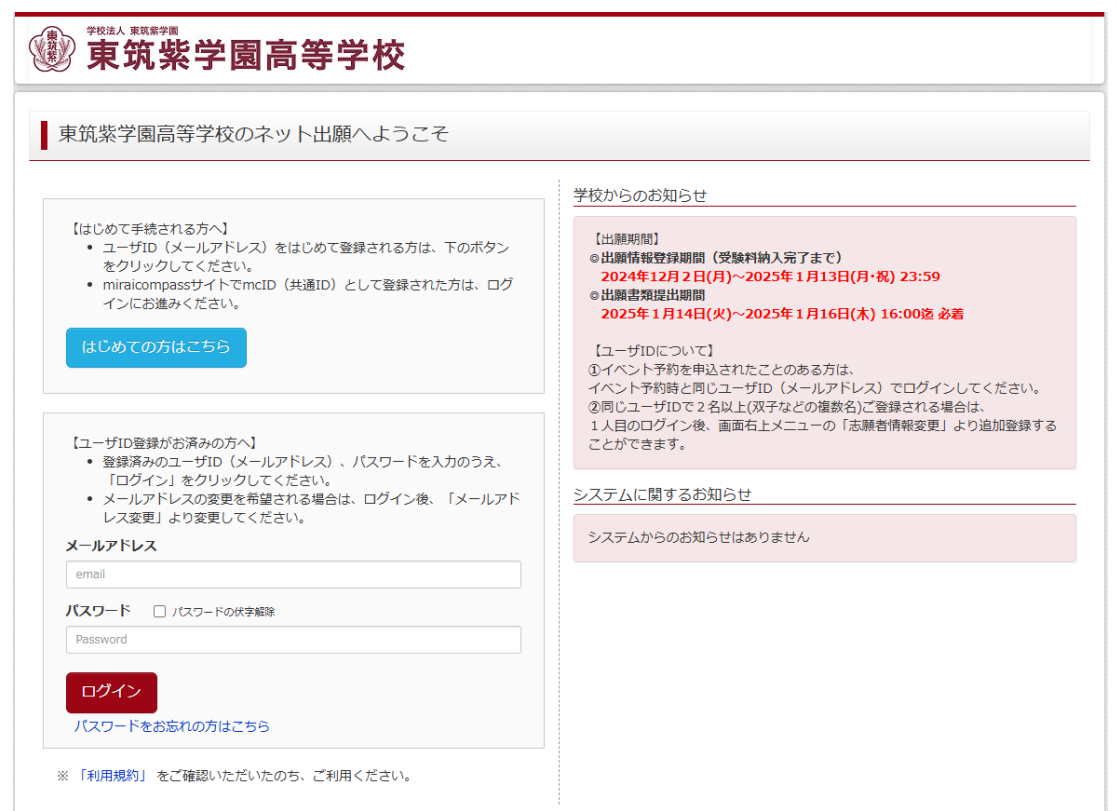 東筑紫
学校法人 東筑紫学園
東筑紫学園高等学校
東筑紫学園高等学校のネット出願へようこそ
【はじめて手続される方へ】
• ユーザID（メールアドレス）をはじめて登録される方は、下のボタン
をクリックしてください。
• miraicompassサイトでmcID（共通ID）として登録された方は、ログ
インにお進みください。
はじめての方はこちら
【ユーザID登録がお済みの方へ】
• 登録済みのユーザID（メールアドレス）、パスワードを入力のうえ、
「ログイン」をクリックしてください。
• メールアドレスの変更を希望される場合は、ログイン後、「メールアド
レス変更」より変更してください。
メールアドレス
email
パスワード パスワードの伏字解除
Password
ログイン
パスワードをお忘れの方はこちら
※ 「利用規約」 をご確認いただいたのち、ご利用ください。
学校からのお知らせ
【出願期間】
◎出願情報登録期間（受験料納入完了まで）
2024年12月２日(月)～2025年１月13日(月･祝) 23:59
◎出願書類提出期間
2025年１月14日(火)～2025年１月16日(木) 16:00迄 必着
【ユーザIDについて】
①イベント予約を申込されたことのある方は、
イベント予約時と同じユーザID（メールアドレス）でログインしてください。
②同じユーザIDで２名以上(双子などの複数名)ご登録される場合は、
１人目のログイン後、画面右上メニューの「志願者情報変更」より追加登録する
ことができます。
システムに関するお知らせ
システムからのお知らせはありません